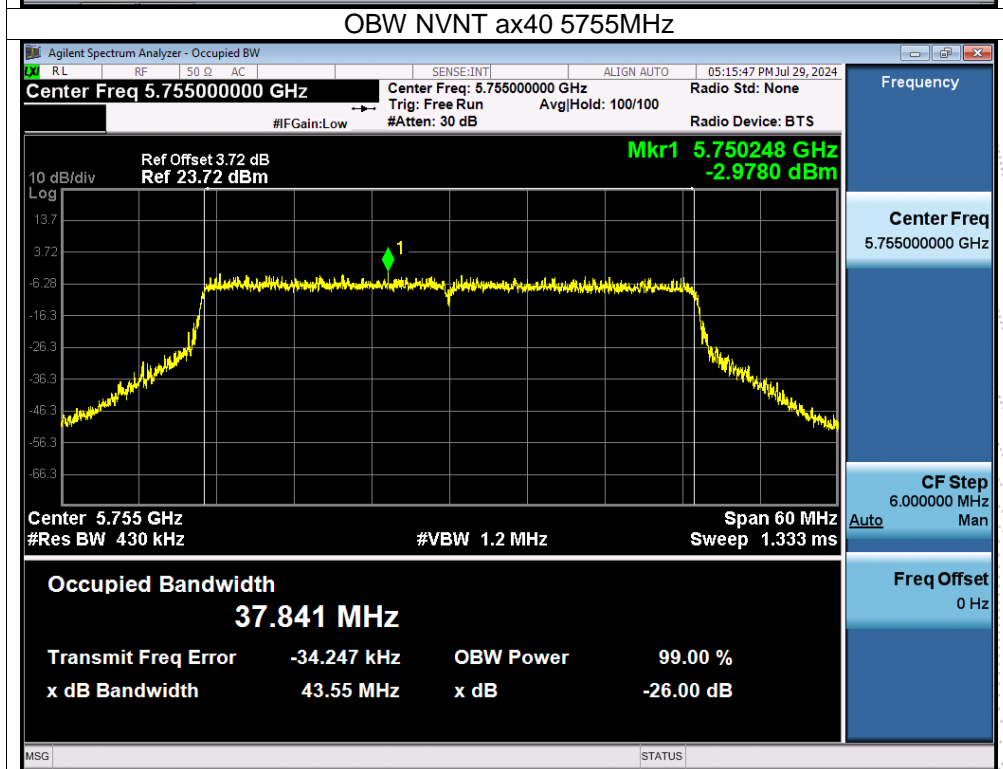 OBW NVNT ax40 5755MHz
Agilent Spectrum Analyzer - Occupied BW
LXI RL RF 50 Ω AC SENSE:INT ALIGN AUTO 05:15:47 PM Jul 29, 2024
Center Freq 5.755000000 GHz
Center Freq: 5.755000000 GHz
Radio Std: None
Trig: Free Run Avg|Hold: 100/100
#IFGain:Low #Atten: 30 dB Radio Device: BTS
Frequency
Mkr1 5.750248 GHz
-2.9780 dBm
Ref Offset 3.72 dB
10 dB/div Ref 23.72 dBm
Log
13.7
3.72
-6.28
-16.3
-26.3
-36.3
-46.3
-56.3
-66.3
1
Center 5.755 GHz Span 60 MHz
#Res BW 430 kHz #VBW 1.2 MHz Sweep 1.333 ms
Occupied Bandwidth
37.841 MHz
Transmit Freq Error -34.247 kHz OBW Power 99.00 %
x dB Bandwidth 43.55 MHz x dB -26.00 dB
Center Freq
5.755000000 GHz
CF Step
6.000000 MHz
Auto Man
Freq Offset
0 Hz
MSG STATUS